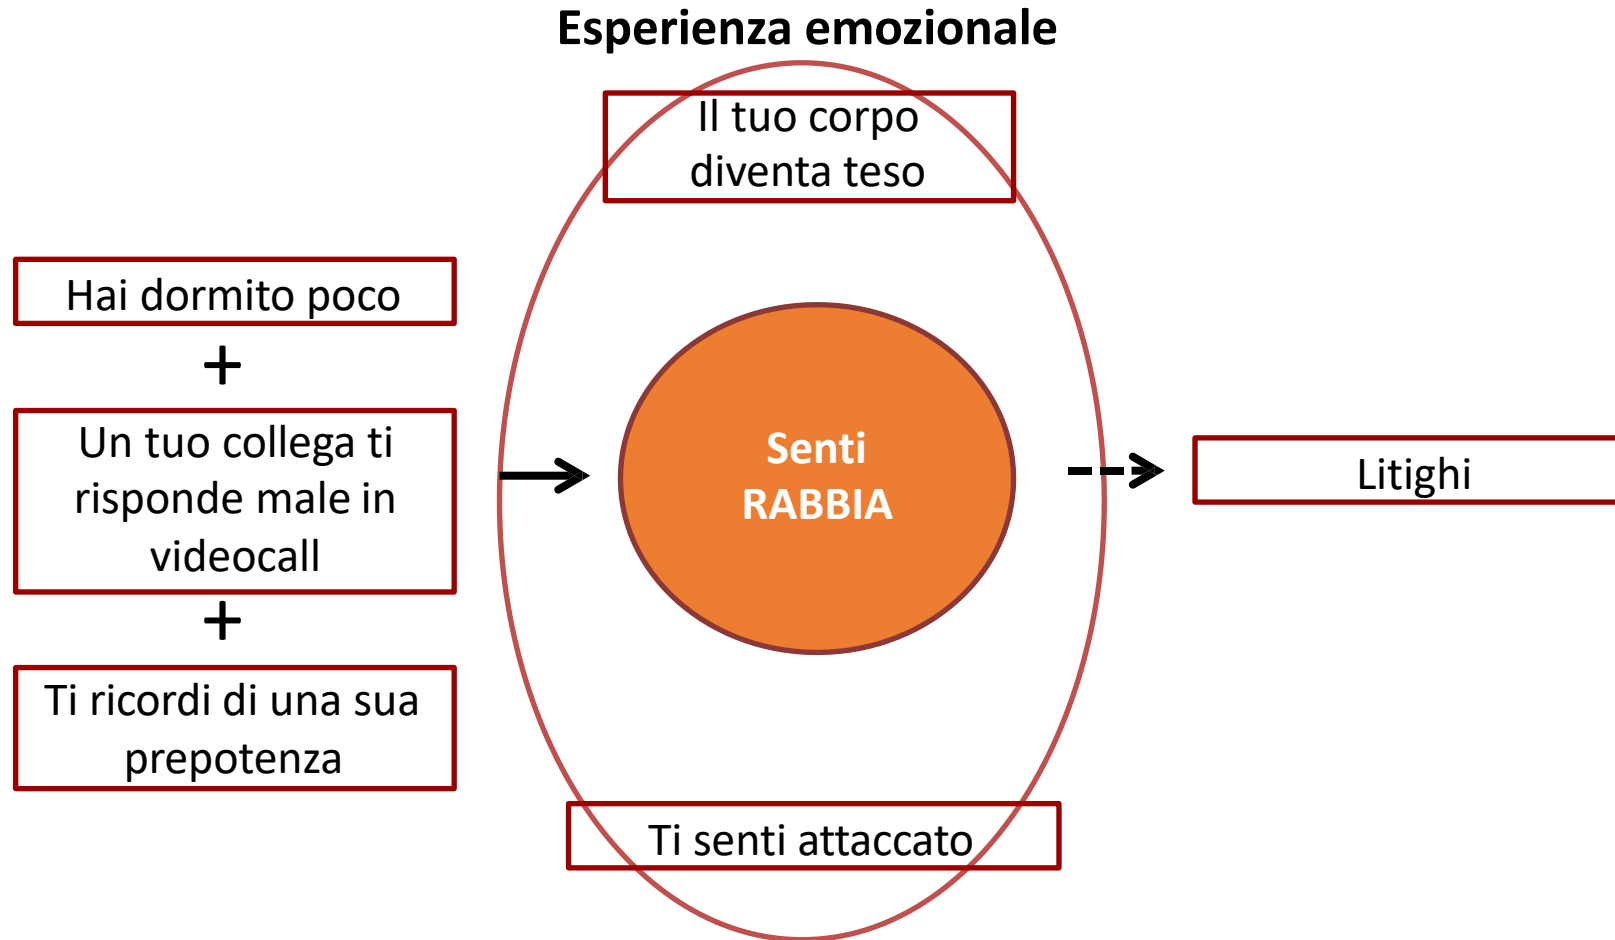 Esperienza emozionale
Il tuo corpo
diventa teso
Hai dormito poco
+
Un tuo collega ti
risponde male in
videocall
+
Ti ricordi di una sua
prepotenza
Senti
RABBIA
Litighi
Ti senti attaccato